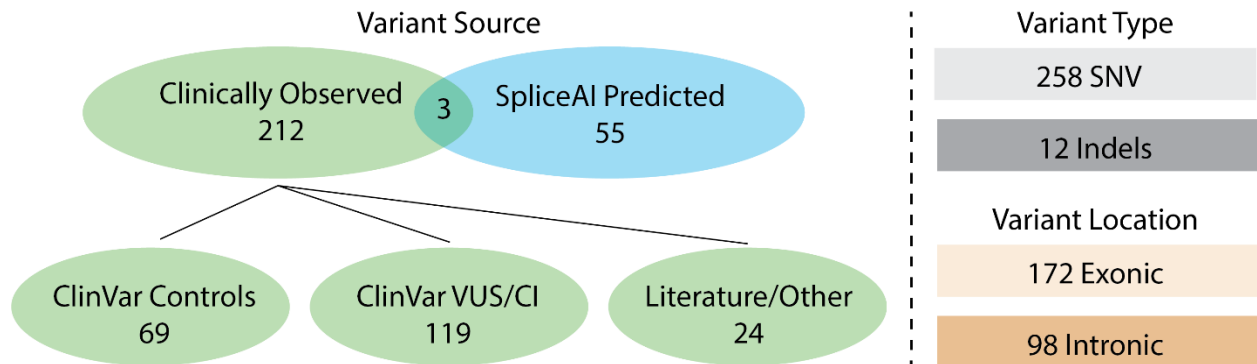 Variant Source
Clinically Observed
212
3
SpliceAI Predicted
55
ClinVar Controls
69
ClinVar VUS/CI
119
Literature/Other
24
Variant Type
258 SNV
12 Indels
Variant Location
172 Exonic
98 Intronic